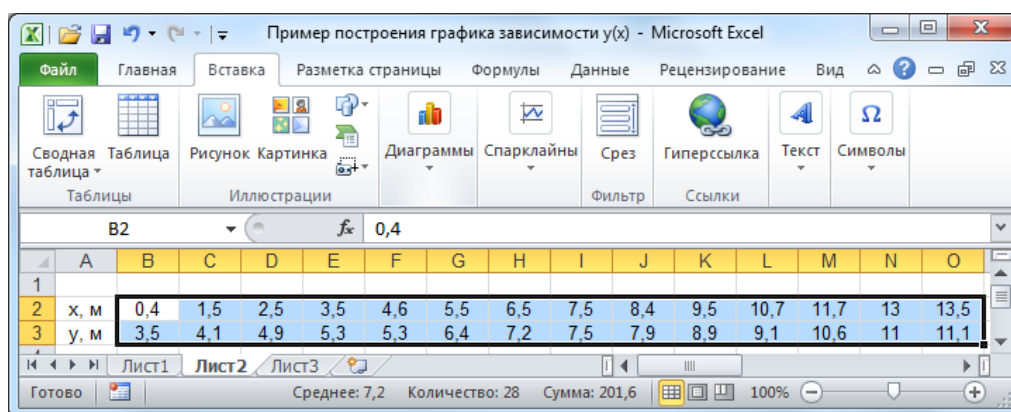 Пример построения графика зависимости y(x) - Microsoft Excel
Файл Главная Вставка Разметка страницы Формулы Данные Рецензирование Вид
Сводная таблица Таблица Рисунок Картинка Диаграммы Спарклайны Срез Гиперссылка Текст Символы
Таблицы Иллюстрации Фильтр Ссылки
B2 fx 0,4
A B C D E F G H I J K L M N O
1
2 x, м 0,4 1,5 2,5 3,5 4,6 5,5 6,5 7,5 8,4 9,5 10,7 11,7 13 13,5
3 y, м 3,5 4,1 4,9 5,3 5,3 6,4 7,2 7,5 7,9 8,9 9,1 10,6 11 11,1
Лист1 Лист2 Лист3
Готово Среднее: 7,2 Количество: 28 Сумма: 201,6 100%